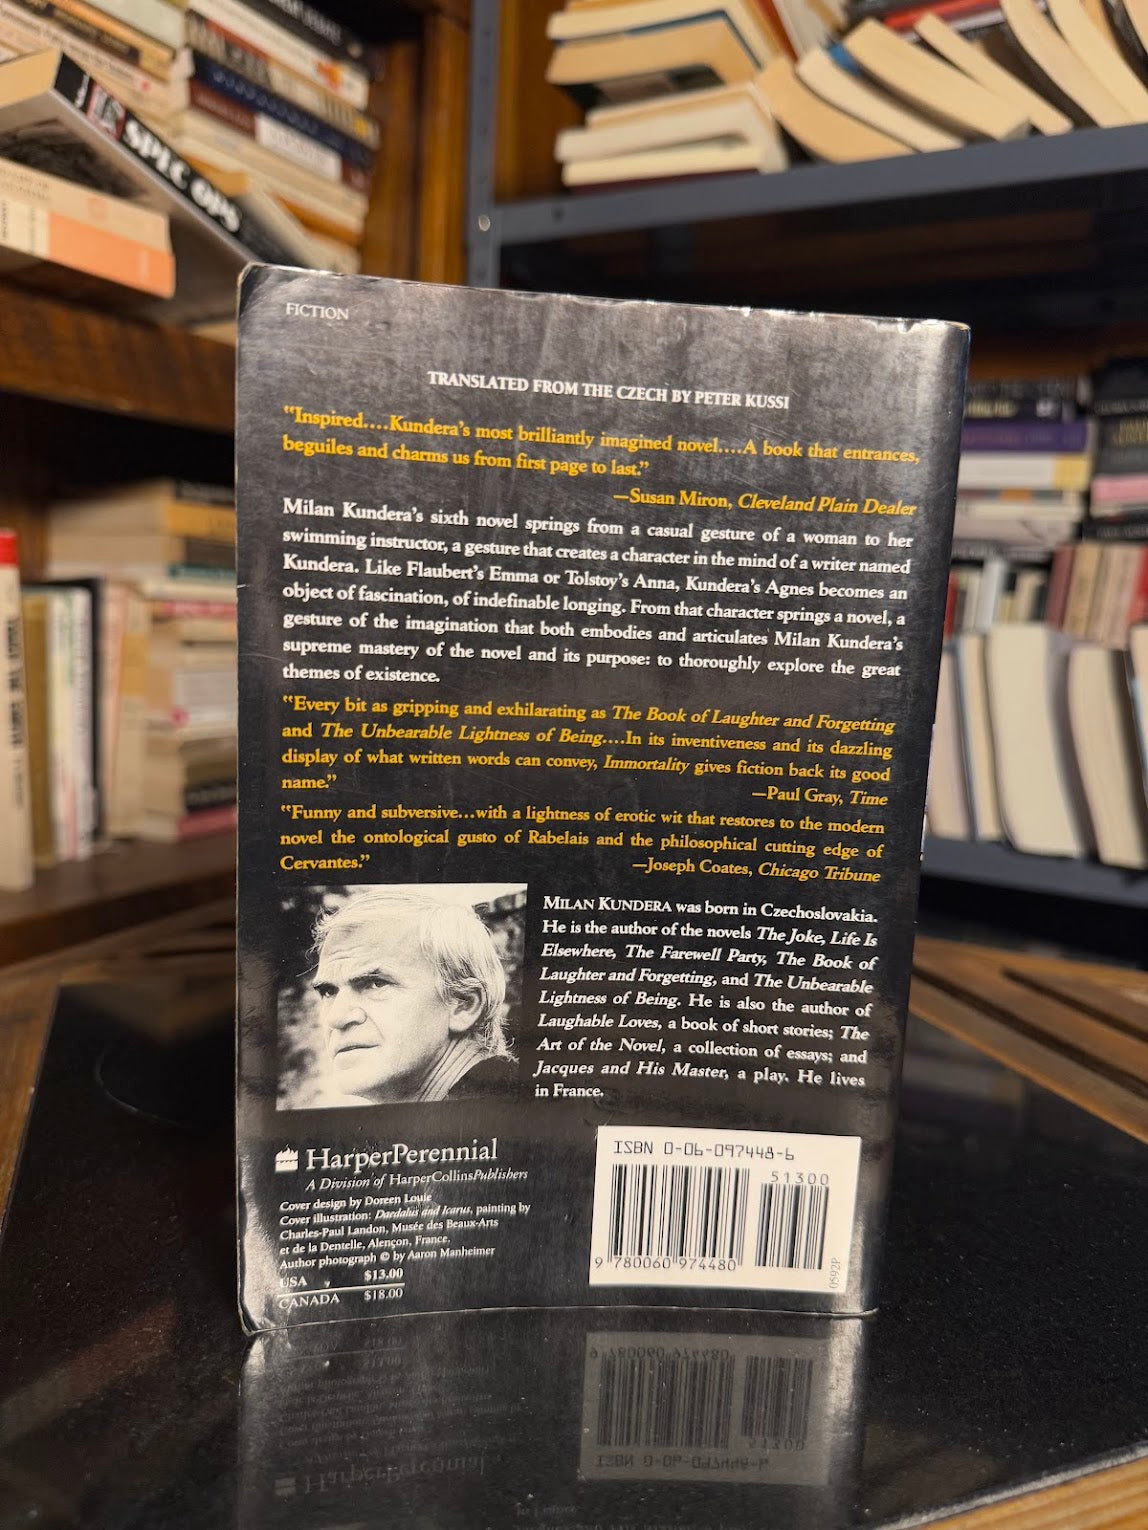 SPEC OPS
FICTION
TRANSLATED FROM THE CZECH BY PETER KUSSI
"Inspired....Kundera's most brilliantly imagined novel....A book that entrances,
beguiles and charms us from first page to last."
—Susan Miron, Cleveland Plain Dealer
Milan Kundera's sixth novel springs from a casual gesture of a woman to her
swimming instructor, a gesture that creates a character in the mind of a writer named
Kundera. Like Flaubert's Emma or Tolstoy's Anna, Kundera's Agnes becomes an
object of fascination, of indefinable longing. From that character springs a novel, a
gesture of the imagination that both embodies and articulates Milan Kundera's
supreme mastery of the novel and its purpose: to thoroughly explore the great
themes of existence.
"Every bit as gripping and exhilarating as The Book of Laughter and Forgetting
and The Unbearable Lightness of Being....In its inventiveness and its dazzling
display of what written words can convey, Immortality gives fiction back its good
name."
—Paul Gray, Time
"Funny and subversive...with a lightness of erotic wit that restores to the modern
novel the ontological gusto of Rabelais and the philosophical cutting edge of
Cervantes."
—Joseph Coates, Chicago Tribune
MILAN KUNDERA was born in Czechoslovakia.
He is the author of the novels The Joke, Life Is
Elsewhere, The Farewell Party, The Book of
Laughter and Forgetting, and The Unbearable
Lightness of Being. He is also the author of
Laughable Loves, a book of short stories; The
Art of the Novel, a collection of essays; and
Jacques and His Master, a play. He lives
in France.
HarperPerennial
A Division of HarperCollinsPublishers
Cover design by Doreen Louie
Cover illustration: Daedalus and Icarus, painting by
Charles-Paul Landon, Musée des Beaux-Arts
et de la Dentelle, Alençon, France.
Author photograph © by Aaron Manheimer
USA $13.00
CANADA $18.00
ISBN 0-06-097448-6
51300
9 780060 974480
0592P